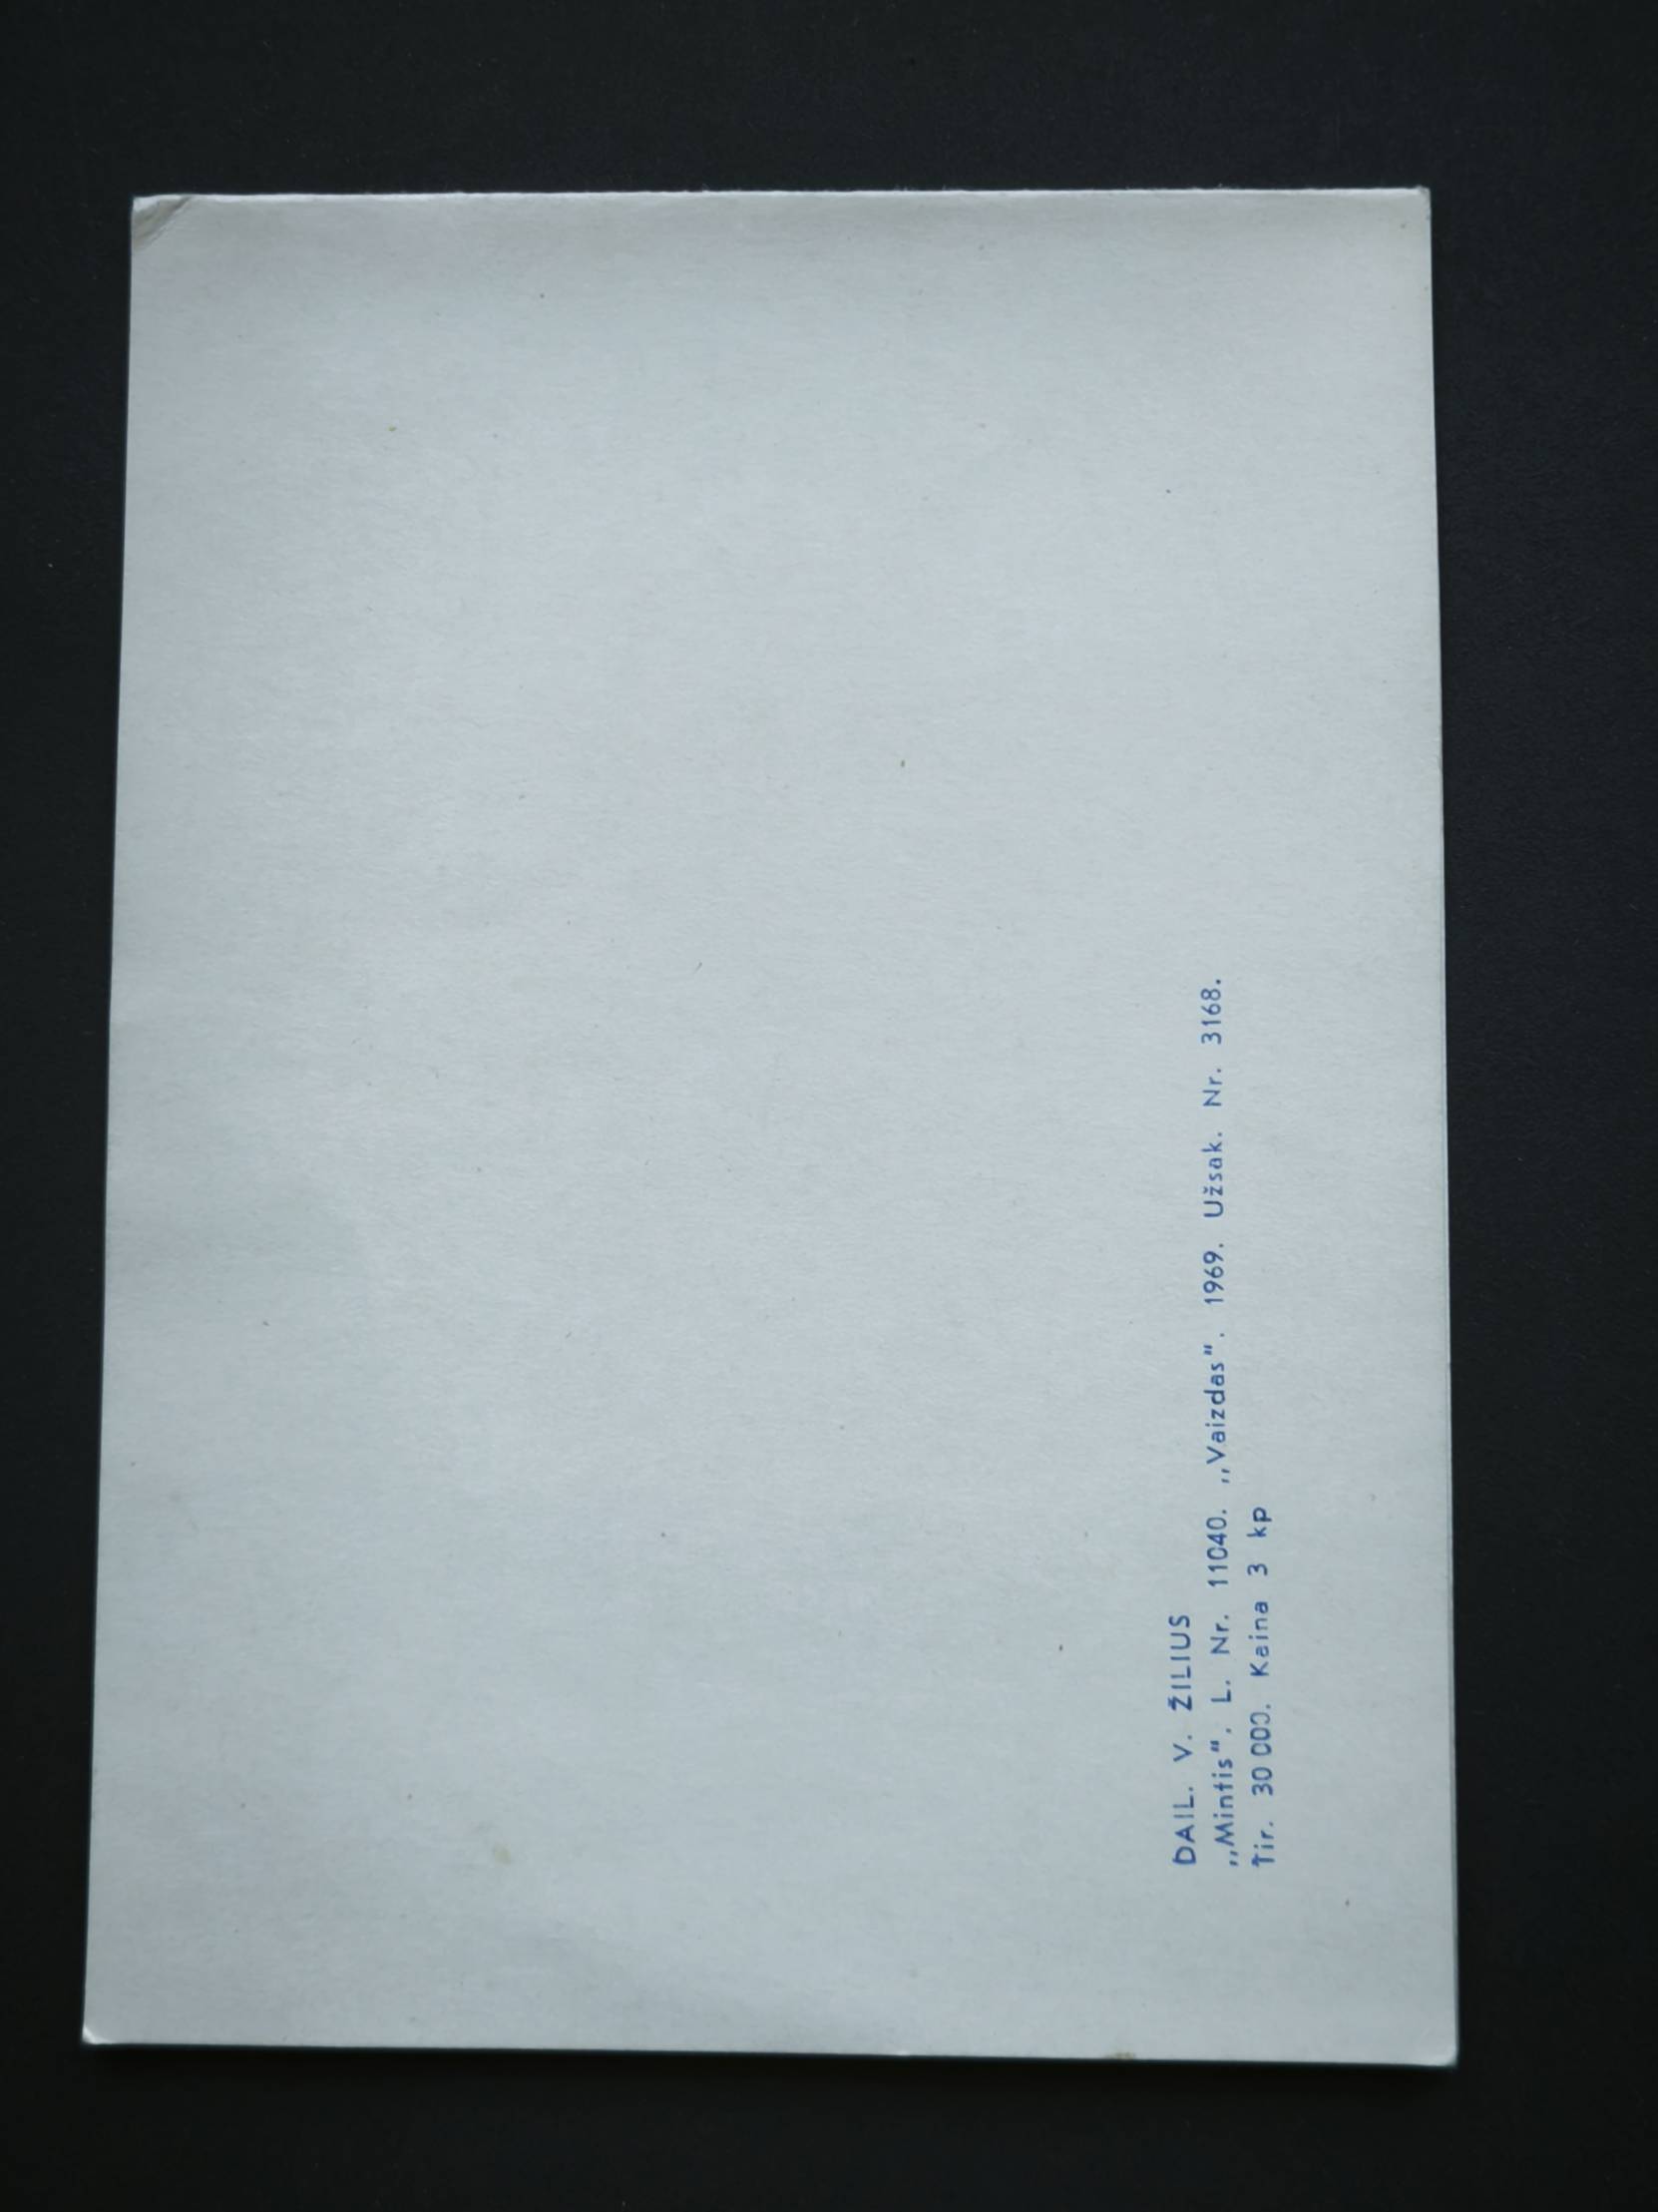 DAIL. V. ŽILIUS
„Mintis". L. Nr. 11040. „Vaizdas". 1969. Užsak. Nr. 3168.
Tir. 30 000. Kaina 3 kp